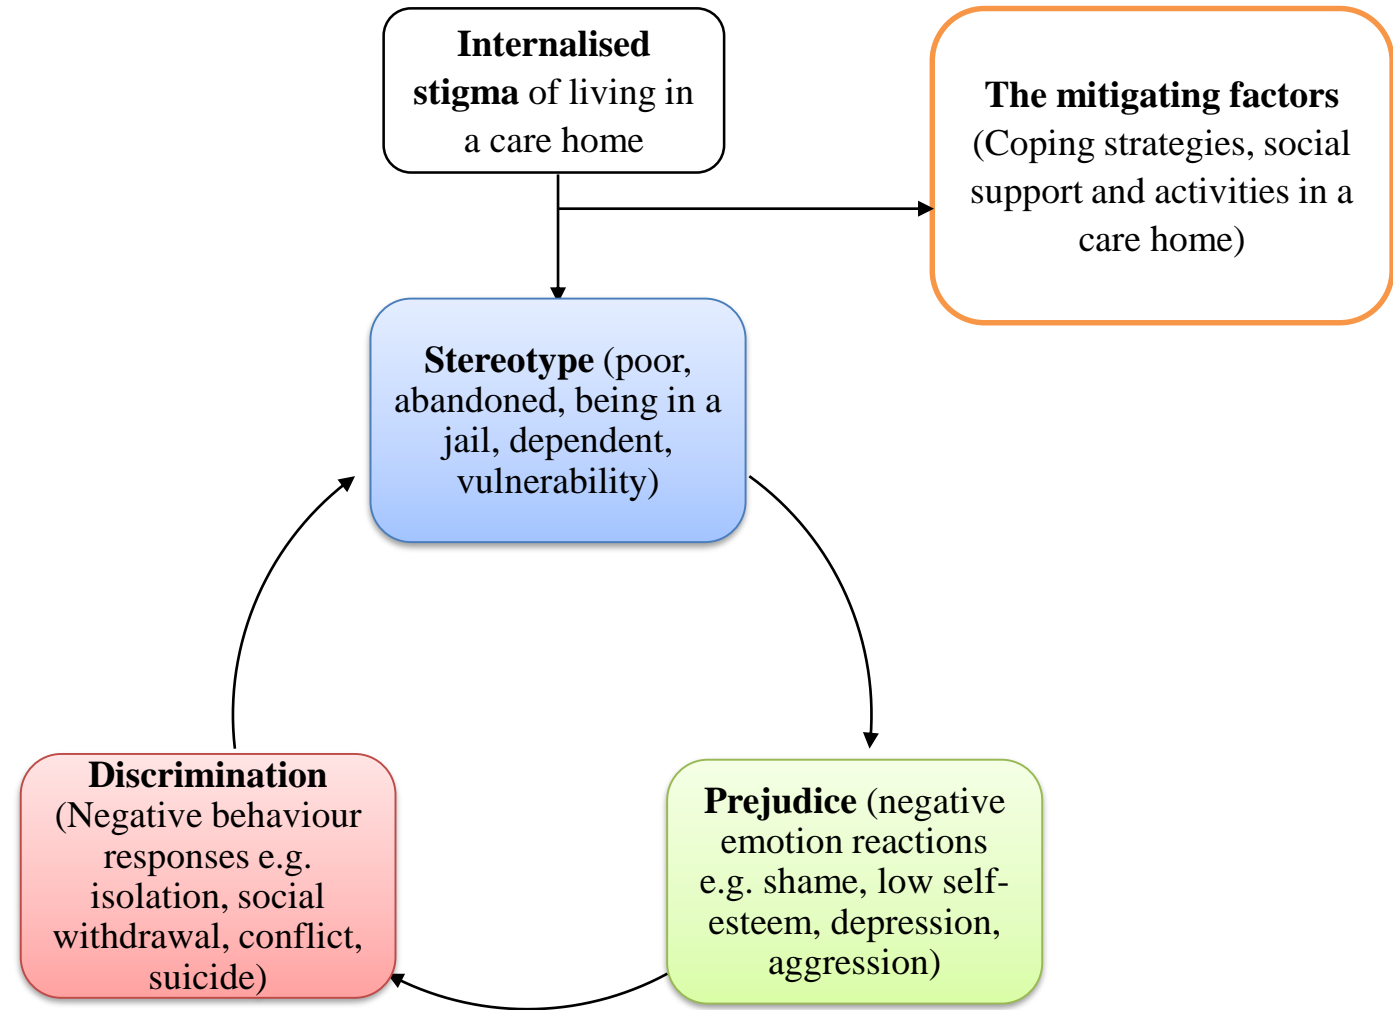 Internalised
stigma of living in
a care home
The mitigating factors
(Coping strategies, social
support and activities in a
care home)
Stereotype (poor,
abandoned, being in a
jail, dependent,
vulnerability)
Discrimination
(Negative behaviour
responses e.g.
isolation, social
withdrawal, conflict,
suicide)
Prejudice (negative
emotion reactions
e.g. shame, low self-
esteem, depression,
aggression)